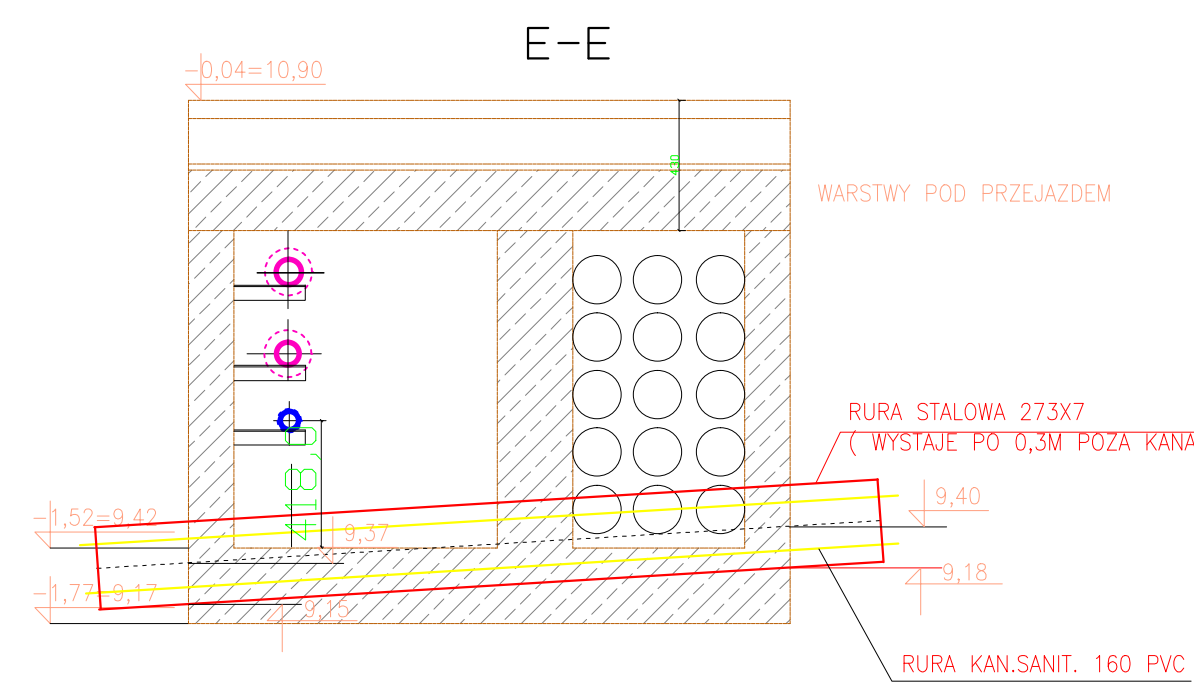 E-E
-0,04=10,90
430
WARSTWY POD PRZEJAZDEM
RURA STALOWA 273X7
( WYSTAJE PO 0,3M POZA KANA
418,
-1,52=9,42
9,37
9,40
-1,77=9,17
9,15
9,18
RURA KAN.SANIT. 160 PVC